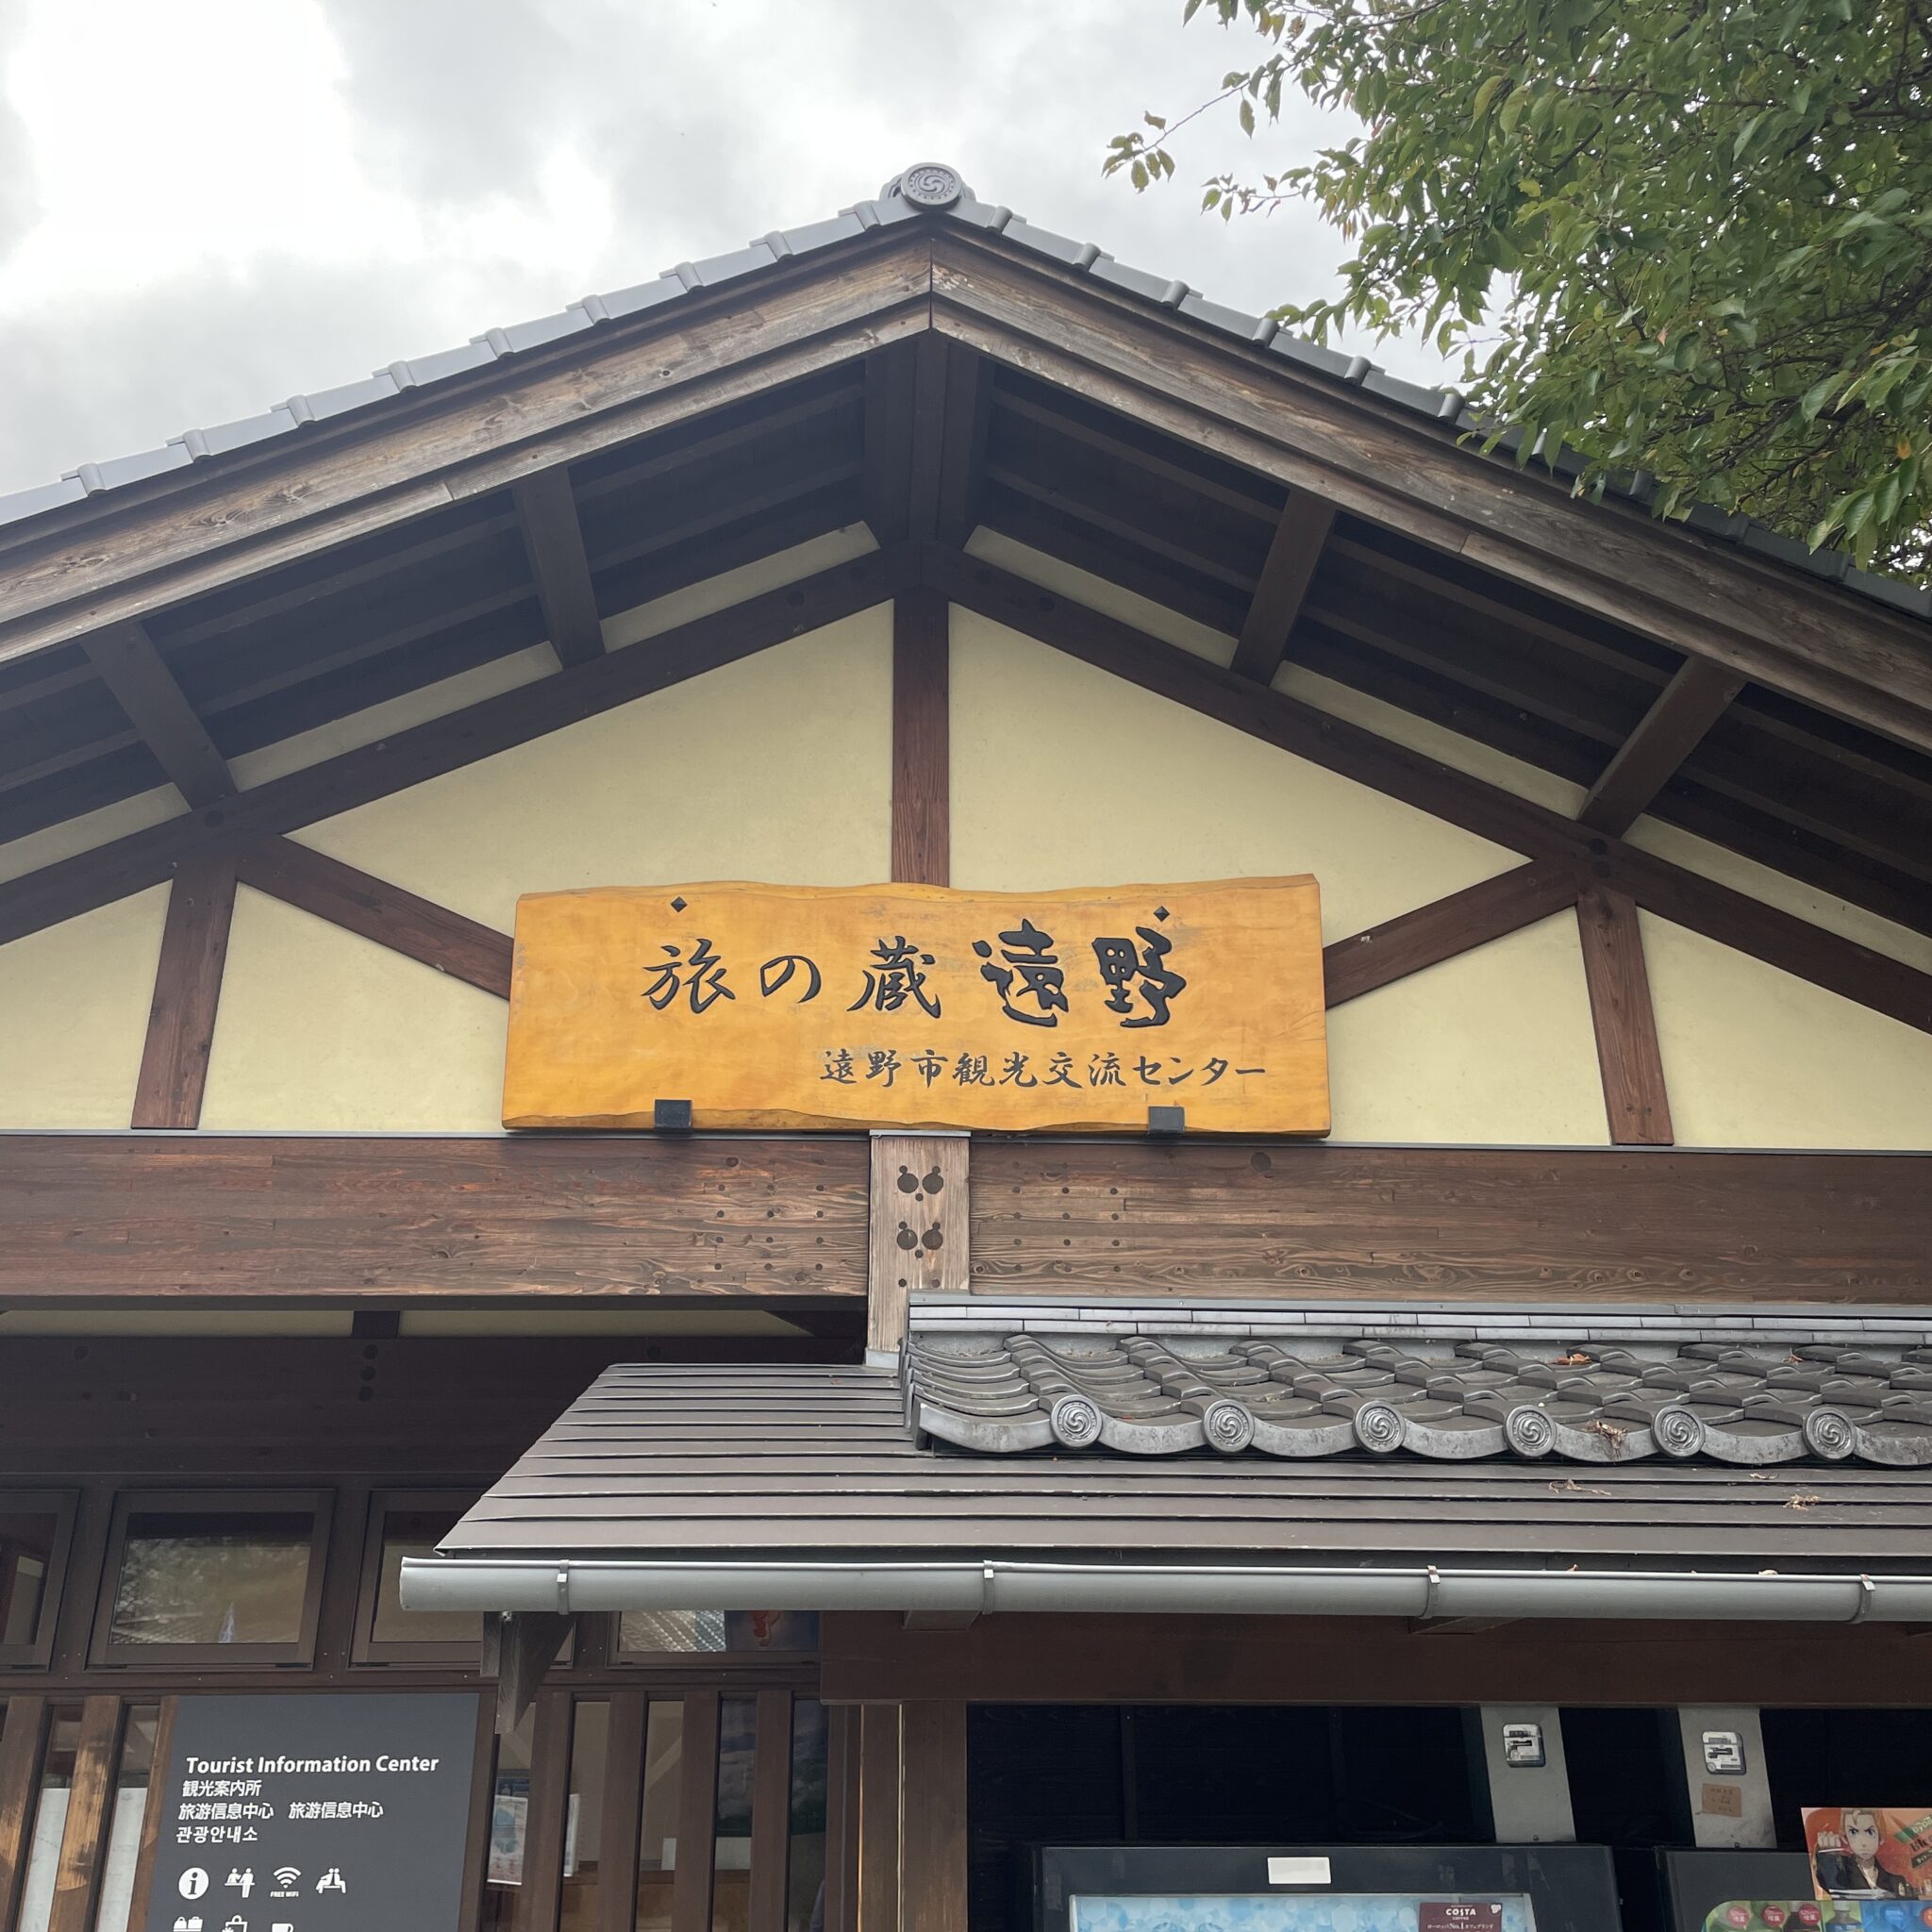 旅の蔵遠野
遠野市観光交流センター
Tourist Information Center
観光案内所
旅游信息中心 旅游信息中心
관광안내소
FREE WiFi
COSTA